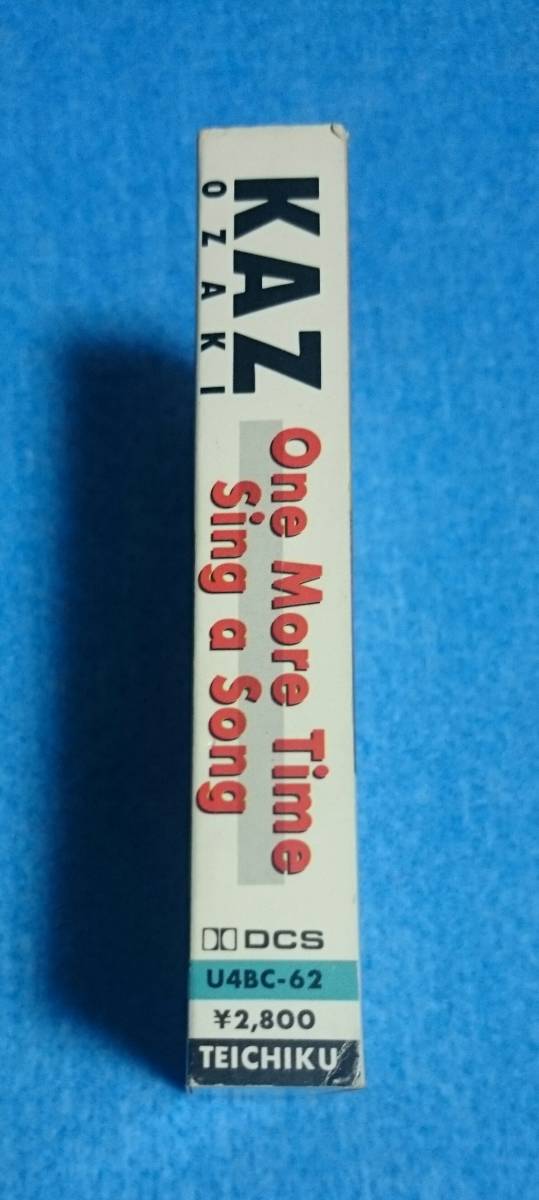 KAZ
OZAKI
One More Time
Sing a Song
DCS
U4BC-62
¥2,800
TEICHIKU